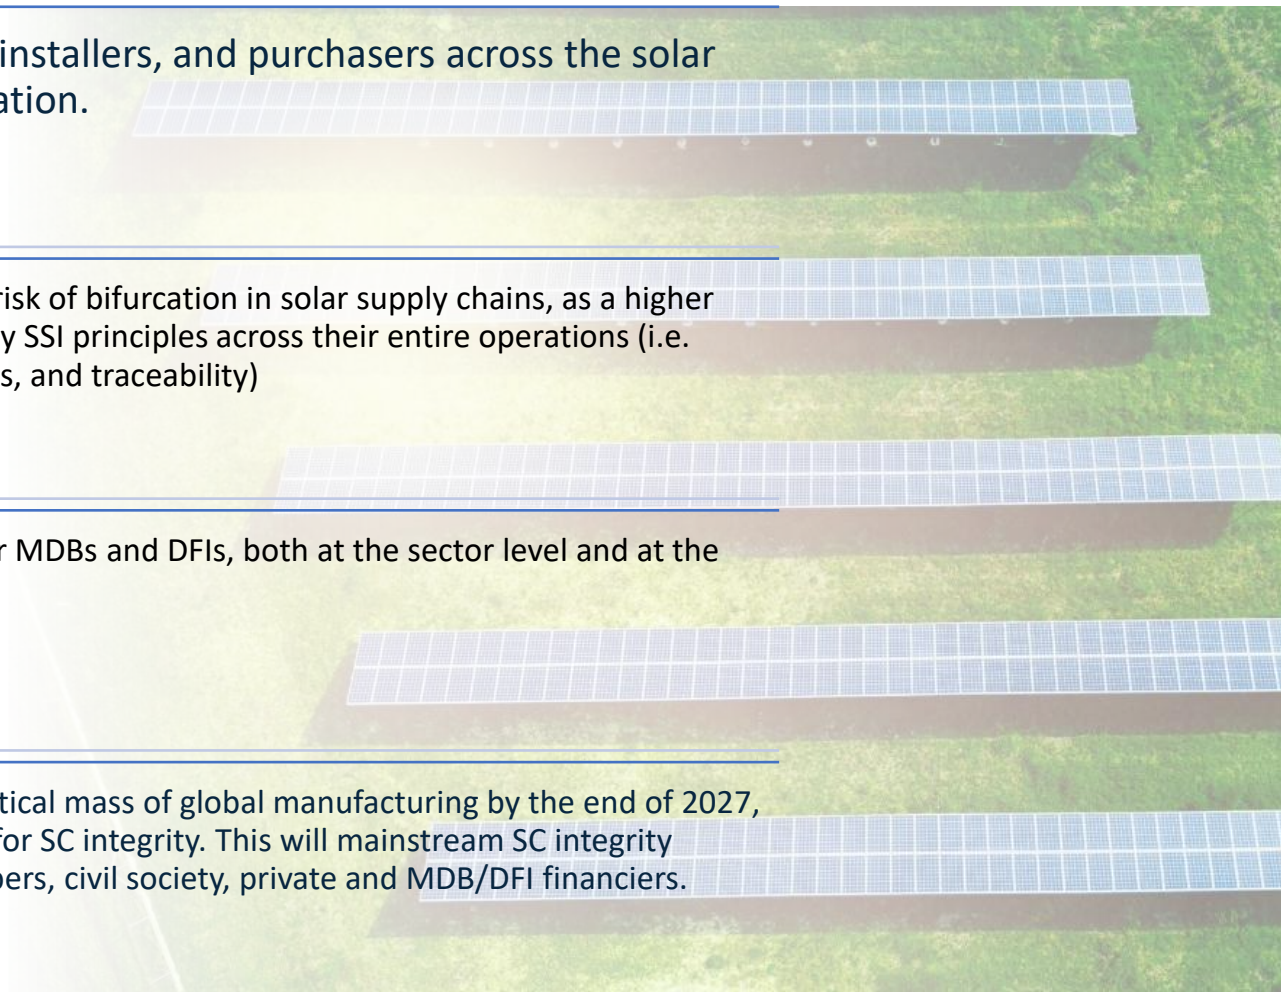 installers, and purchasers across the solar
ation.
risk of bifurcation in solar supply chains, as a higher
y SSI principles across their entire operations (i.e.
s, and traceability)
r MDBs and DFIs, both at the sector level and at the
tical mass of global manufacturing by the end of 2027,
for SC integrity. This will mainstream SC integrity
pers, civil society, private and MDB/DFI financiers.